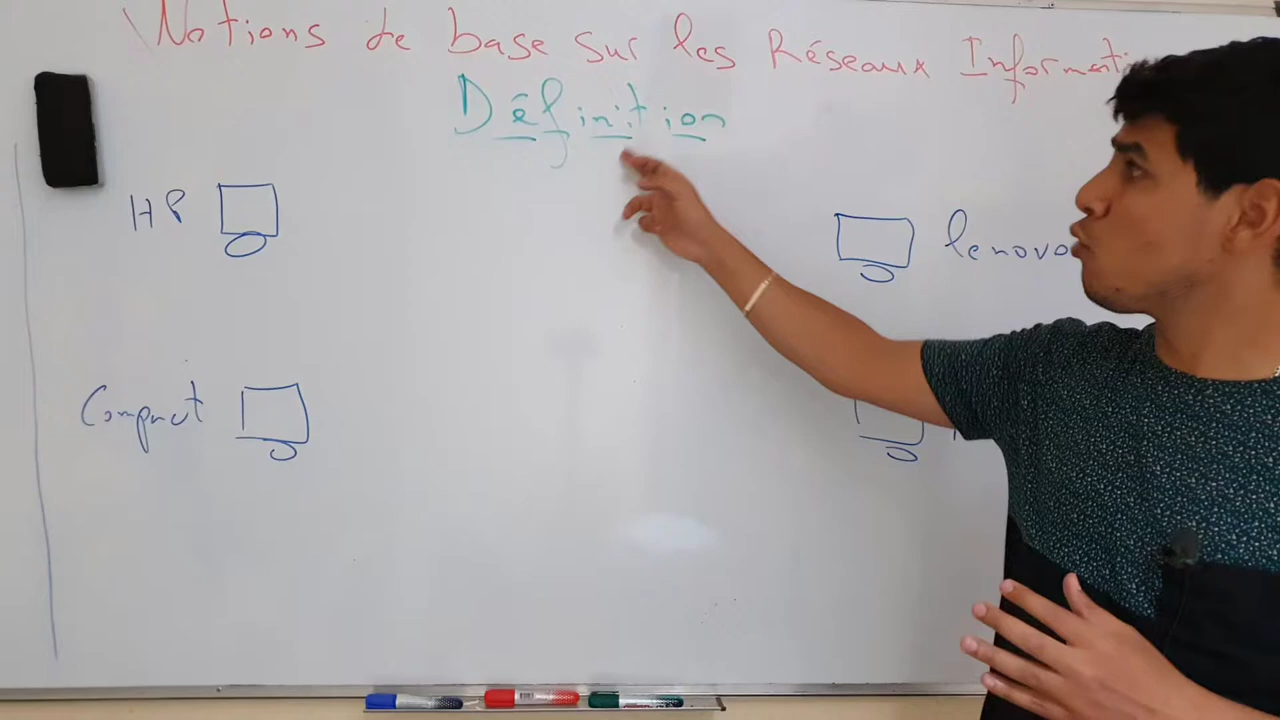 Notions de base sur les Réseaux Informati
Définition
HP
lenovo
Compact